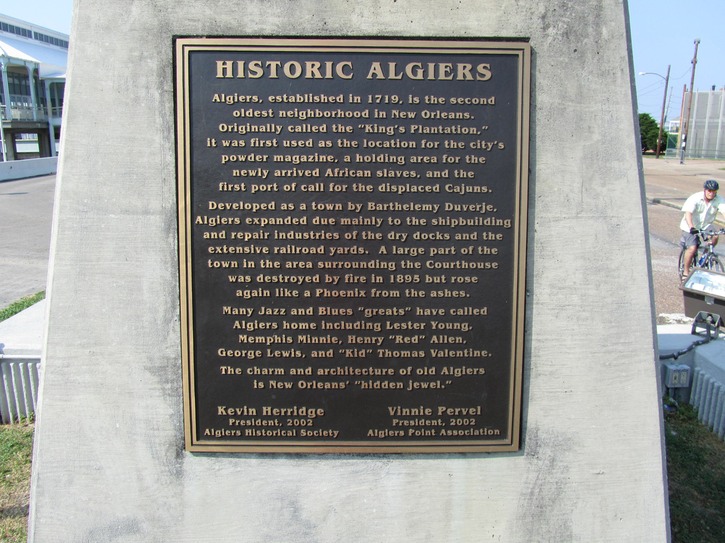 HISTORIC ALGIERS
Algiers, established in 1719, is the second
oldest neighborhood in New Orleans.
Originally called the "King's Plantation,"
it was first used as the location for the city's
powder magazine, a holding area for the
newly arrived African slaves, and the
first port of call for the displaced Cajuns.
Developed as a town by Barthelemy Duverje,
Algiers expanded due mainly to the shipbuilding
and repair industries of the dry docks and the
extensive railroad yards. A large part of the
town in the area surrounding the Courthouse
was destroyed by fire in 1895 but rose
again like a Phoenix from the ashes.
Many Jazz and Blues "greats" have called
Algiers home including Lester Young,
Memphis Minnie, Henry "Red" Allen,
George Lewis, and "Kid" Thomas Valentine.
The charm and architecture of old Algiers
is New Orleans' "hidden jewel."
Kevin Herridge
President, 2002
Algiers Historical Society
Vinnie Pervel
President, 2002
Algiers Point Association